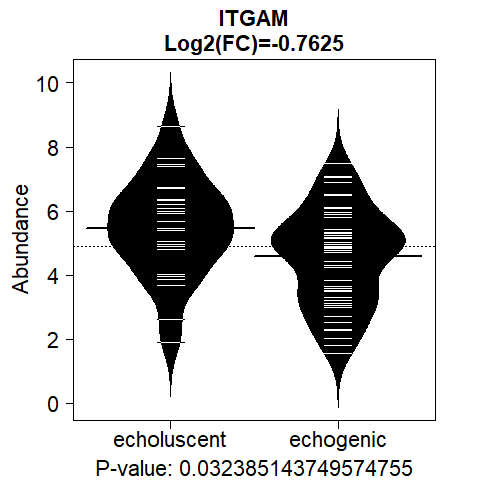 ITGAM
Log2(FC)=-0.7625
10
8
6
4
2
0
Abundance
echoluscent echogenic
P-value: 0.032385143749574755